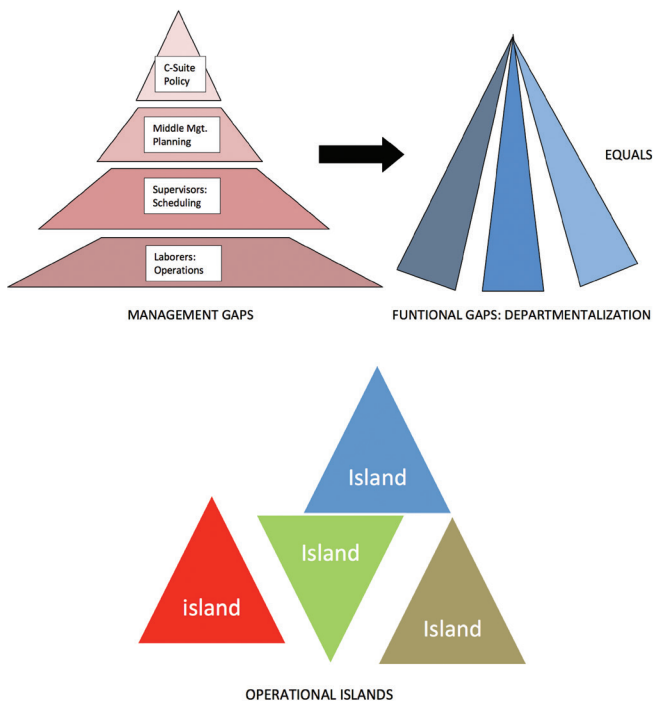 C-Suite
Policy
Middle Mgt.
Planning
Supervisors:
Scheduling
Laborers:
Operations
EQUALS
MANAGEMENT GAPS
FUNTIONAL GAPS: DEPARTMENTALIZATION
Island
Island
island
Island
OPERATIONAL ISLANDS